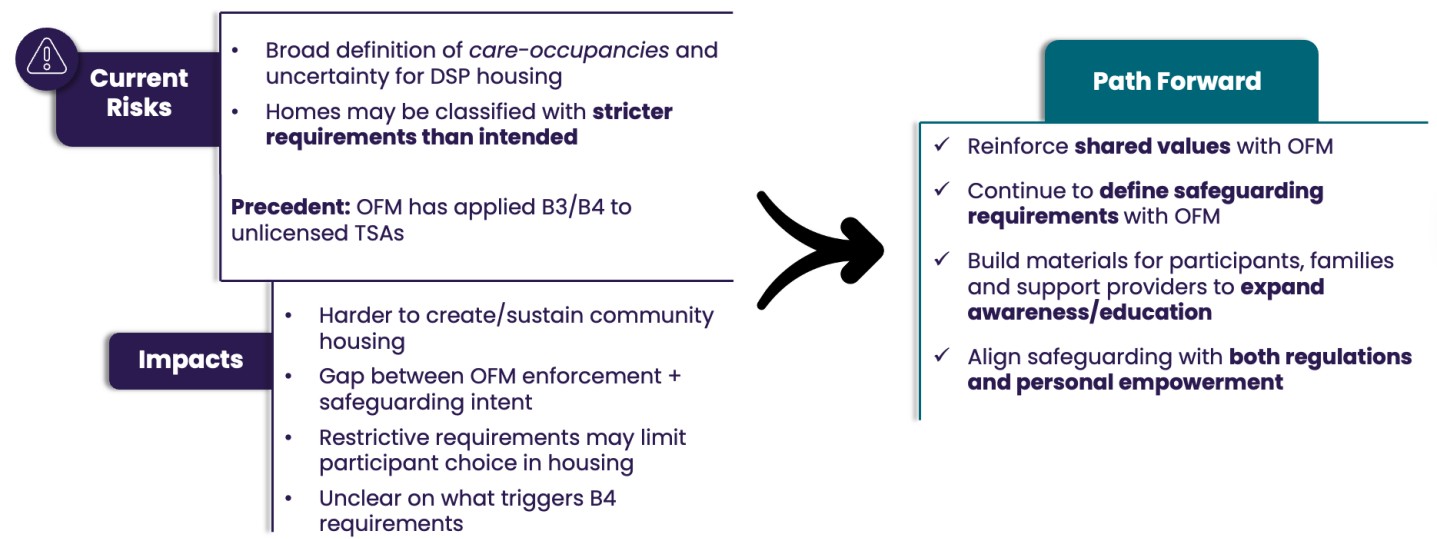 Current
Risks
• Broad definition of care-occupancies and
uncertainty for DSP housing
• Homes may be classified with stricter
requirements than intended
Precedent: OFM has applied B3/B4 to
unlicensed TSAs
Impacts
• Harder to create/sustain community
housing
• Gap between OFM enforcement +
safeguarding intent
• Restrictive requirements may limit
participant choice in housing
• Unclear on what triggers B4
requirements
Path Forward
✓ Reinforce shared values with OFM
✓ Continue to define safeguarding
requirements with OFM
✓ Build materials for participants, families
and support providers to expand
awareness/education
✓ Align safeguarding with both regulations
and personal empowerment